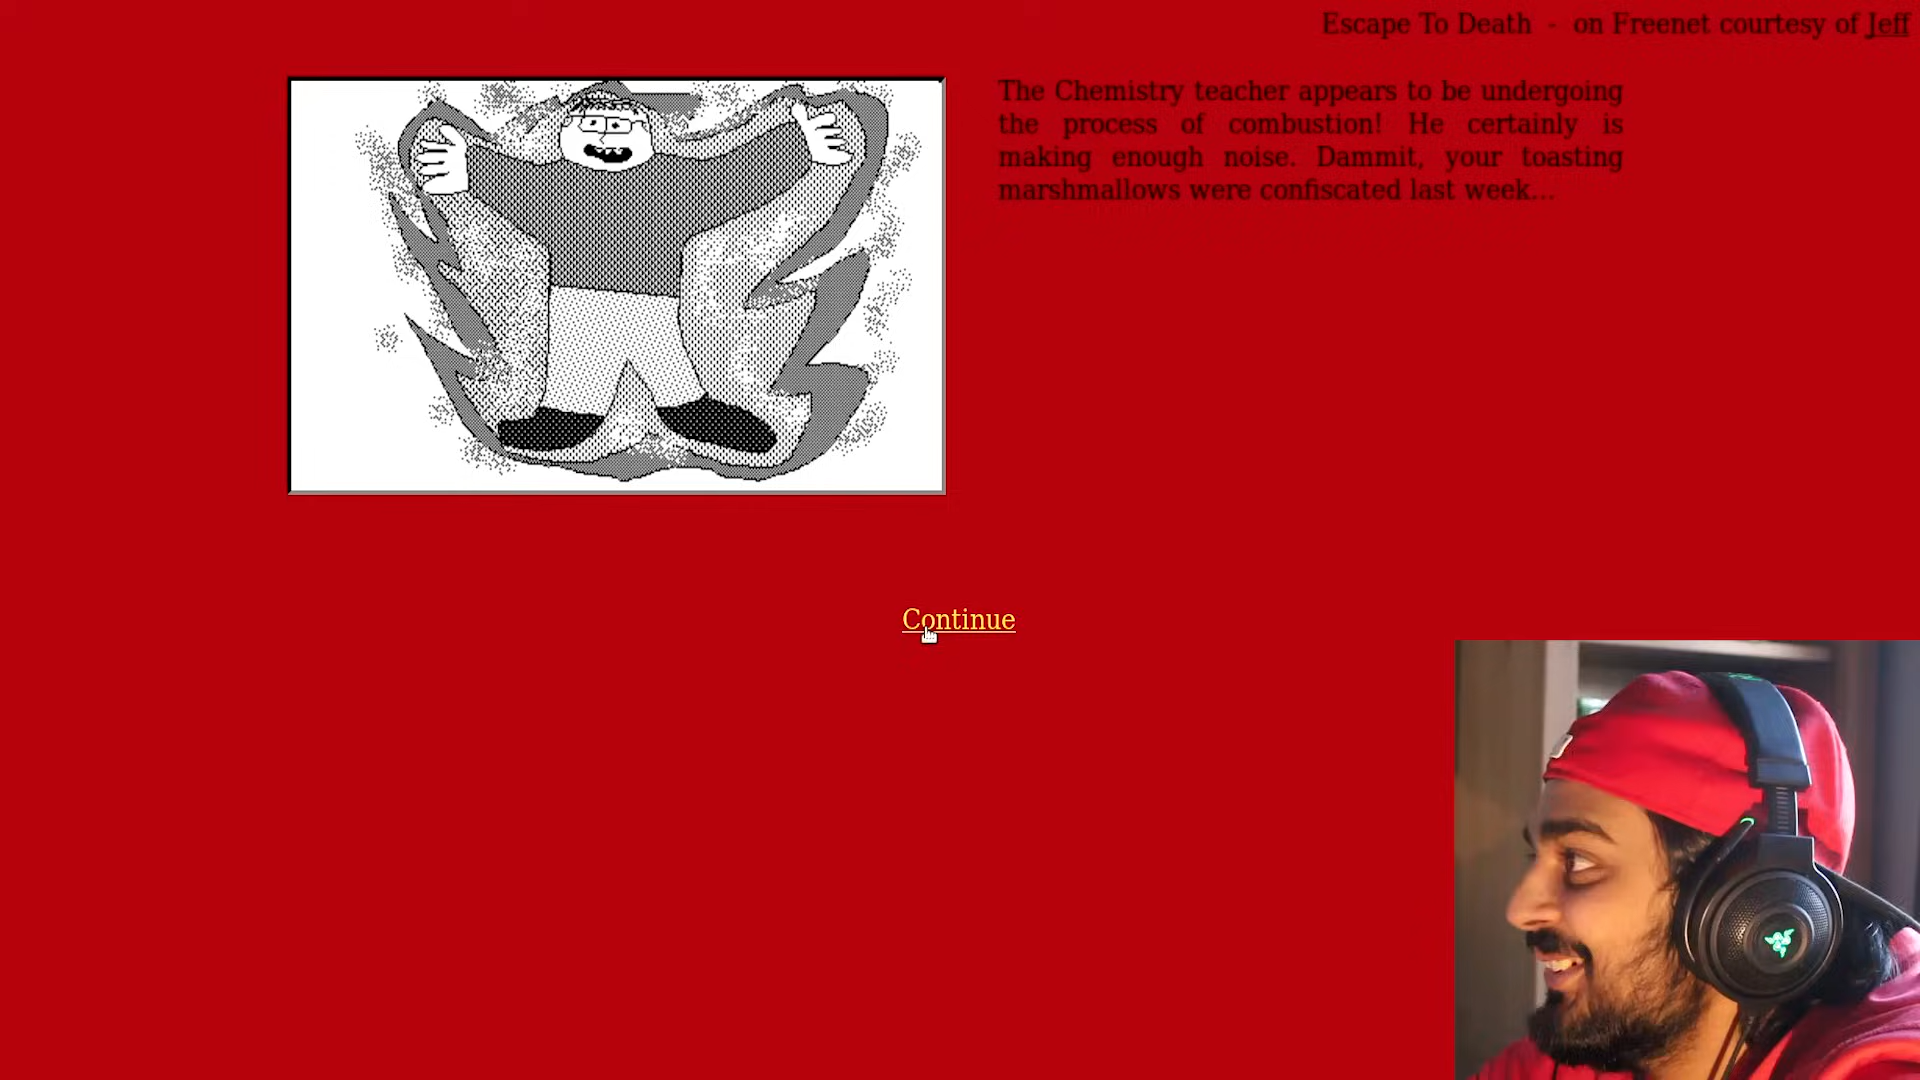 Escape To Death - on Freenet courtesy of Jeff
The Chemistry teacher appears to be undergoing
the process of combustion! He certainly is
making enough noise. Dammit, your toasting
marshmallows were confiscated last week...
Continue